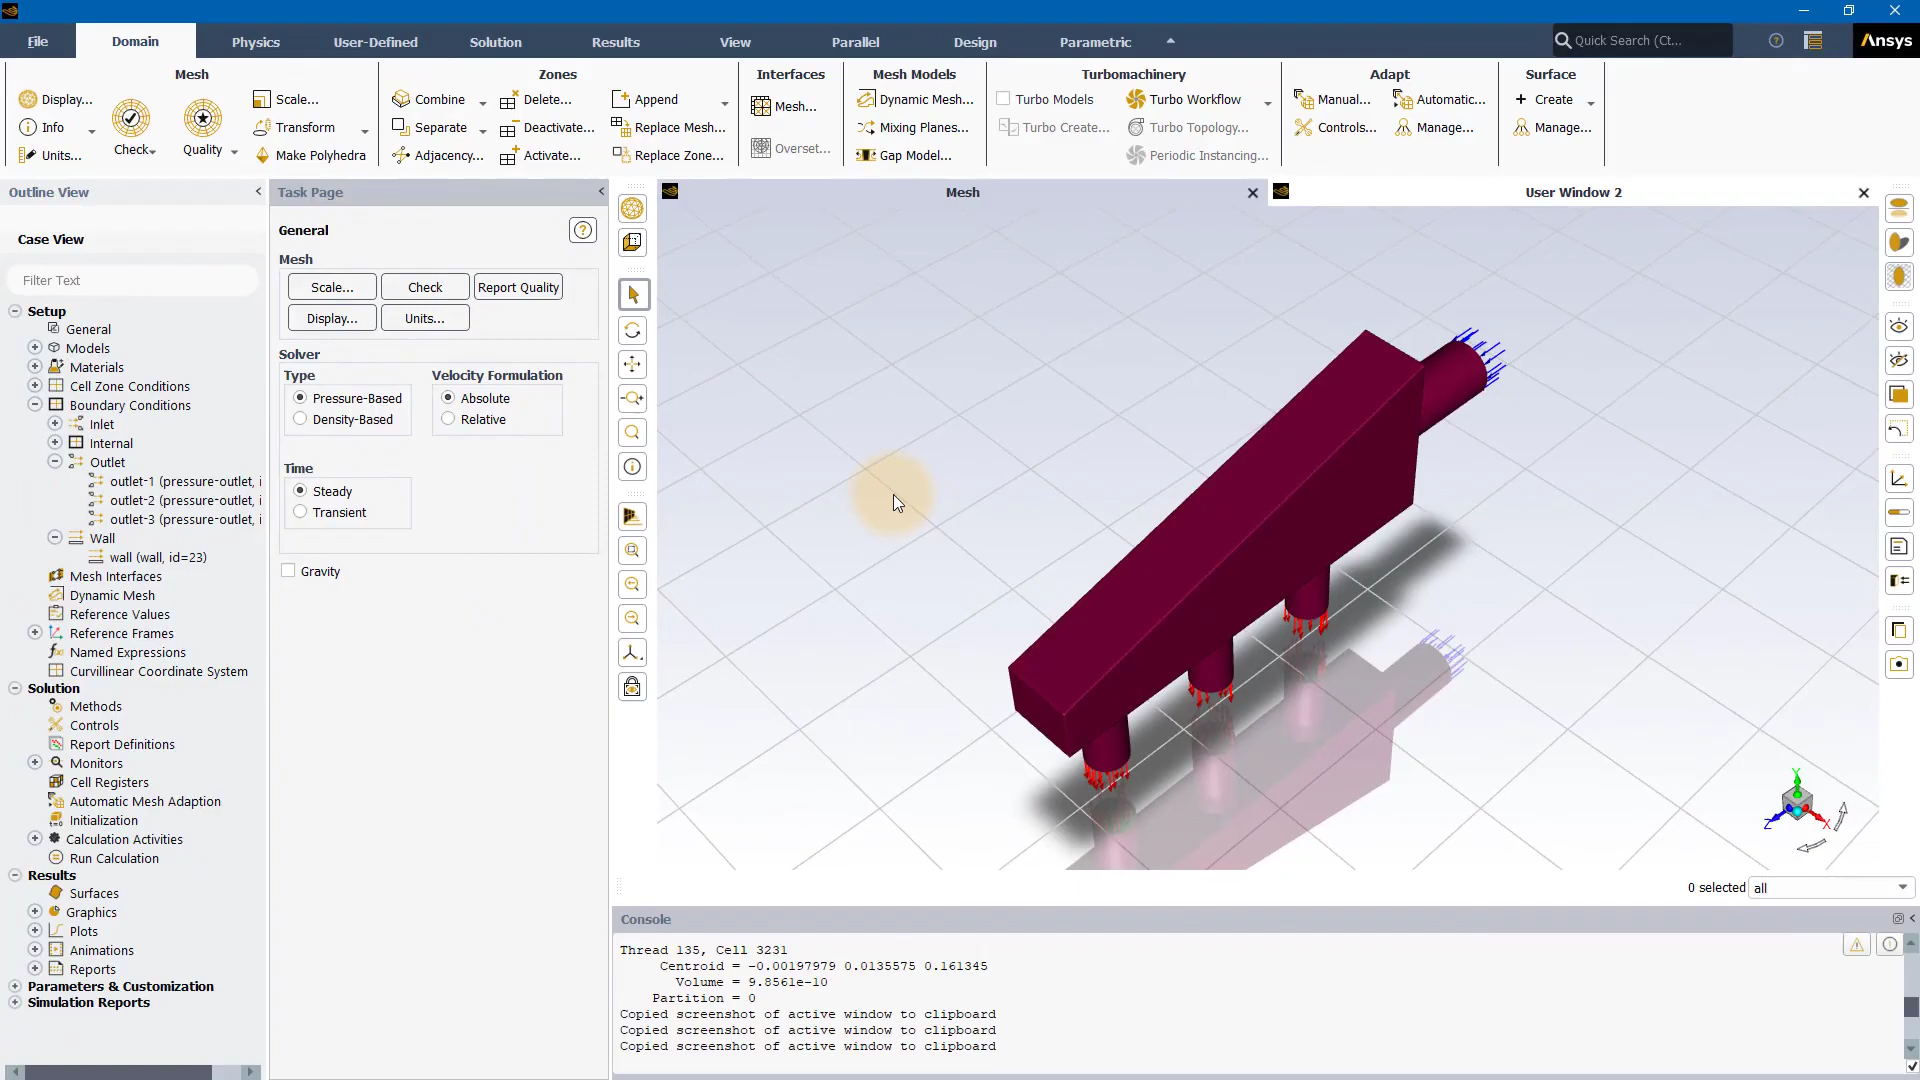 File
Domain
Physics
User-Defined
Solution
Results
View
Parallel
Design
Parametric
Quick Search (Ct...
Ansys
Mesh
Display...
Info
Units...
Check
Quality
Scale...
Transform
Make Polyhedra
Zones
Combine
Delete...
Append
Separate
Deactivate...
Replace Mesh...
Adjacency...
Activate...
Replace Zone...
Interfaces
Mesh...
Overset...
Mesh Models
Dynamic Mesh...
Mixing Planes...
Gap Model...
Turbomachinery
Turbo Models
Turbo Workflow
Turbo Create...
Turbo Topology...
Periodic Instancing...
Adapt
Manual...
Automatic...
Controls...
Manage...
Surface
Create
Manage...
Outline View
Case View
Filter Text
Setup
General
Models
Materials
Cell Zone Conditions
Boundary Conditions
Inlet
Internal
Outlet
outlet-1 (pressure-outlet, i
outlet-2 (pressure-outlet, i
outlet-3 (pressure-outlet, i
Wall
wall (wall, id=23)
Mesh Interfaces
Dynamic Mesh
Reference Values
Reference Frames
Named Expressions
Curvillinear Coordinate System
Solution
Methods
Controls
Report Definitions
Monitors
Cell Registers
Automatic Mesh Adaption
Initialization
Calculation Activities
Run Calculation
Results
Surfaces
Graphics
Plots
Animations
Reports
Parameters & Customization
Simulation Reports
Task Page
General
Mesh
Scale...
Check
Report Quality
Display...
Units...
Solver
Type
Pressure-Based
Density-Based
Velocity Formulation
Absolute
Relative
Time
Steady
Transient
Gravity
Mesh
User Window 2
Y
Z
X
0 selected
all
Console
Thread 135, Cell 3231
Centroid = -0.00197979 0.0135575 0.161345
Volume = 9.8561e-10
Partition = 0
Copied screenshot of active window to clipboard
Copied screenshot of active window to clipboard
Copied screenshot of active window to clipboard